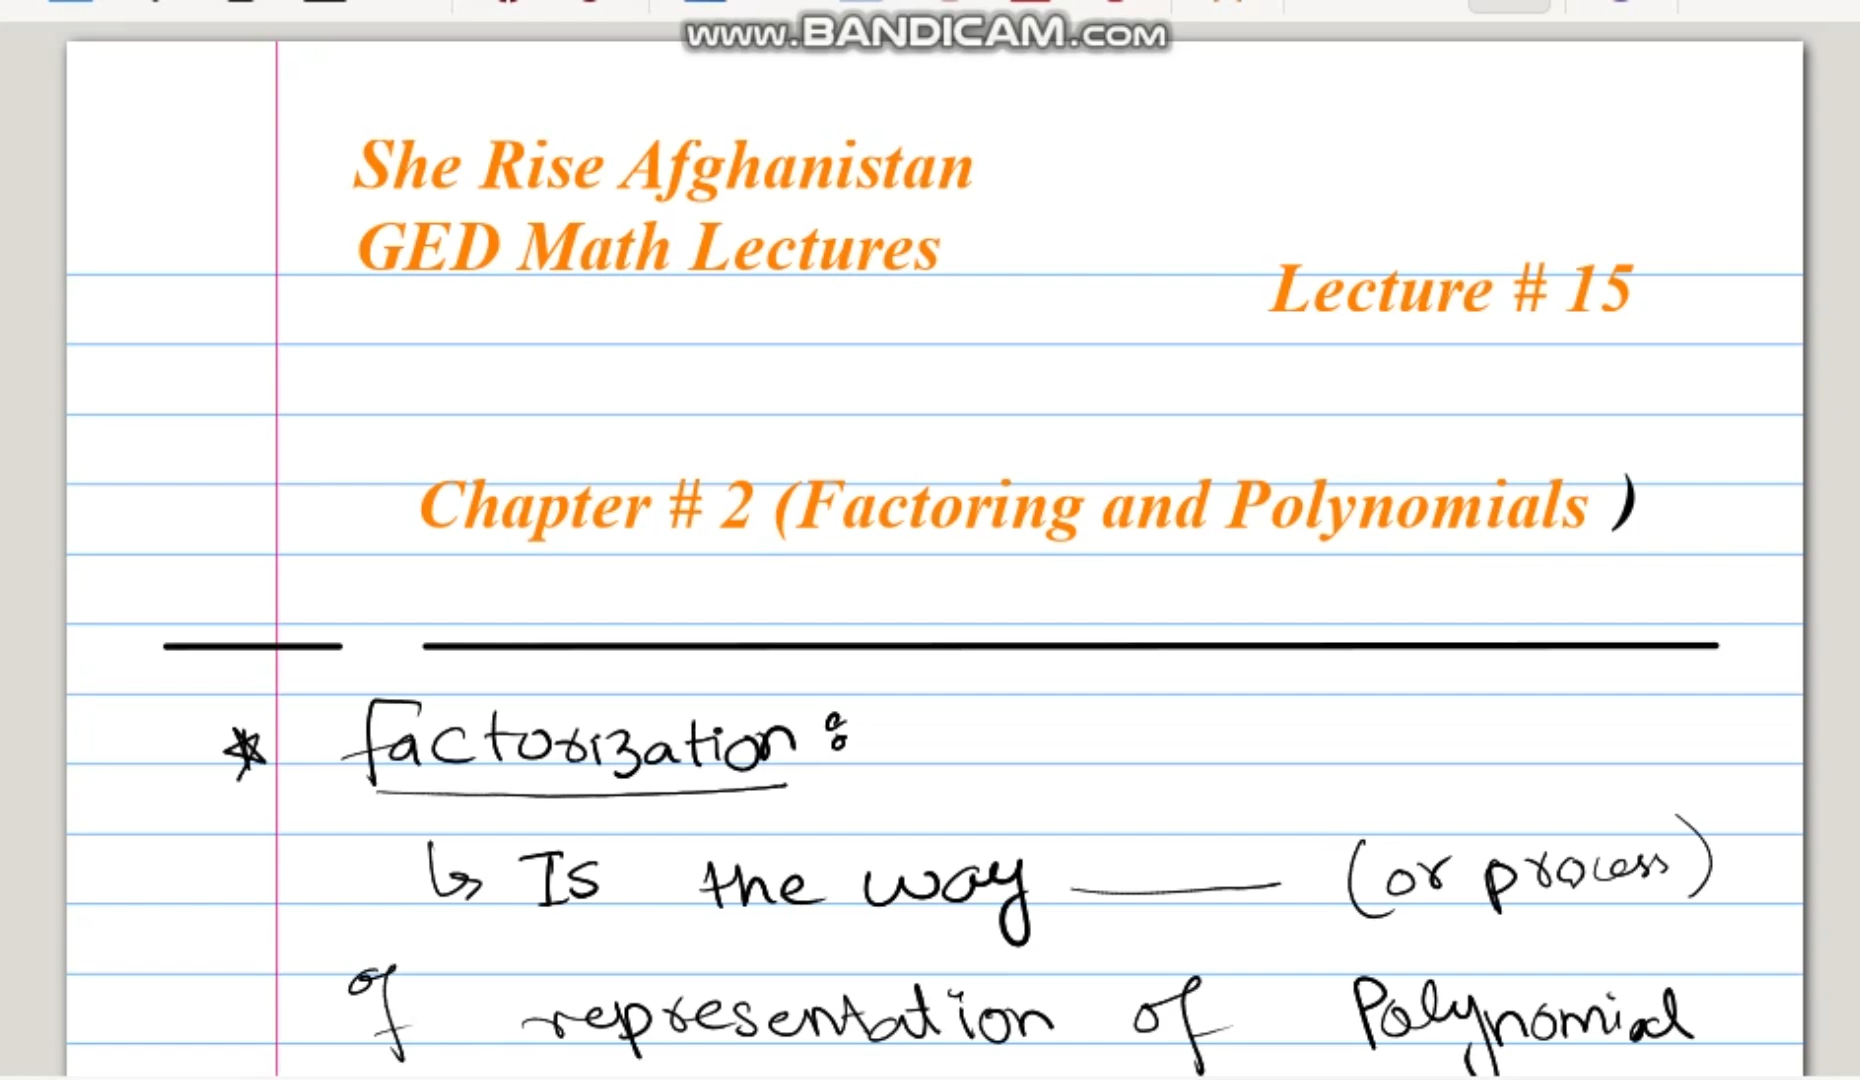 www.BANDICAM.com
She Rise Afghanistan
GED Math Lectures
Lecture # 15
Chapter # 2 (Factoring and Polynomials )
* Factorization:
↳ Is the way —— (or process)
of representation of Polynomial